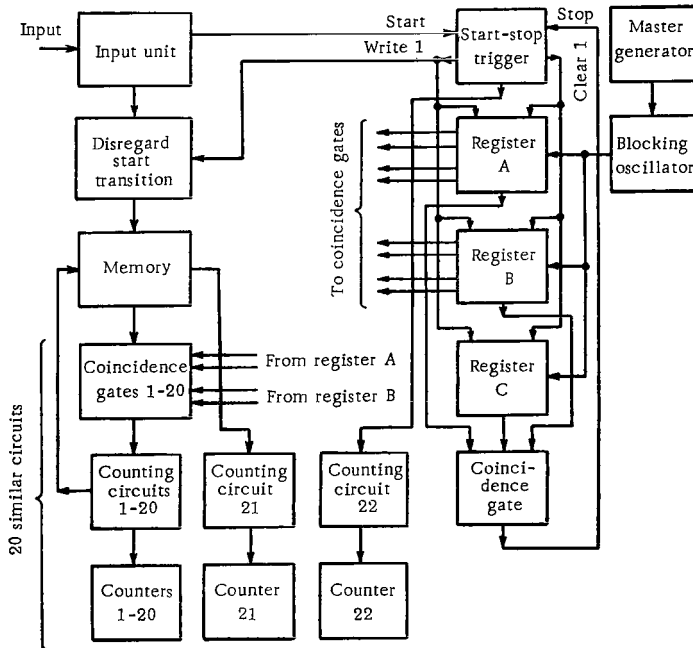 Input
Input unit
Start
Write 1
Start-stop
trigger
Stop
Clear 1
Master
generator
Disregard
start
transition
To coincidence gates
Register
A
Blocking
oscillator
Memory
Register
B
Coincidence
gates 1-20
From register A
From register B
Register
C
20 similar circuits
Counting
circuits
1-20
Counting
circuit
21
Counting
circuit
22
Coinci-
dence
gate
Counters
1-20
Counter
21
Counter
22